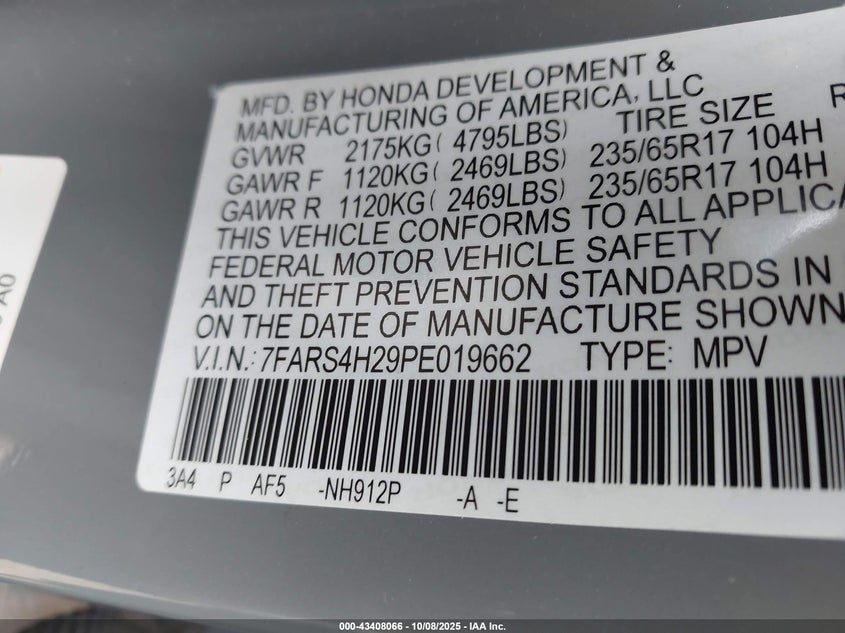 MFD. BY HONDA DEVELOPMENT &
MANUFACTURING OF AMERICA, LLC
GVWR 2175KG( 4795LBS) TIRE SIZE
GAWR F 1120KG( 2469LBS) 235/65R17 104H
GAWR R 1120KG( 2469LBS) 235/65R17 104H
THIS VEHICLE CONFORMS TO ALL
FEDERAL MOTOR VEHICLE SAFETY
AND THEFT PREVENTION STANDARDS IN
ON THE DATE OF MANUFACTURE
V.I.N.: 7FARS4H29PE019662 TYPE: MPV
3A4 P AF5 -NH912P -A -E
000-43408066 - 10/08/2025 - IAA Inc.